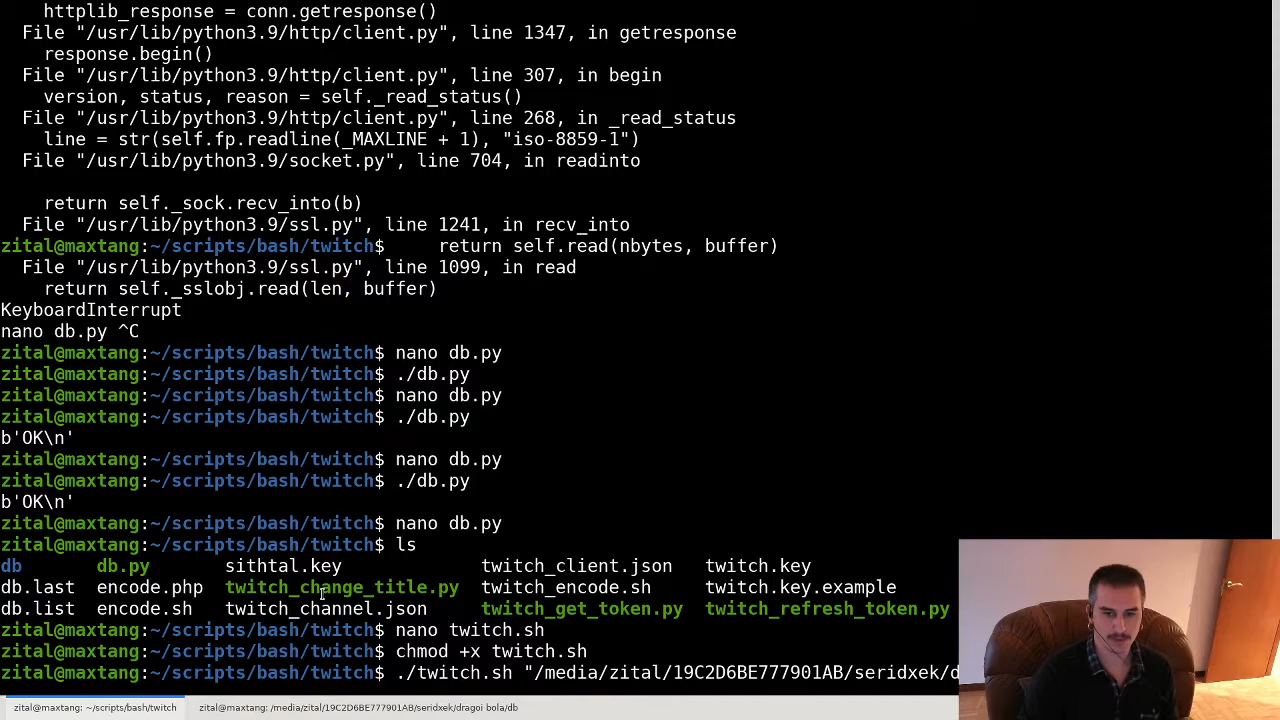 httplib_response = conn.getresponse()
File "/usr/lib/python3.9/http/client.py", line 1347, in getresponse
response.begin()
File "/usr/lib/python3.9/http/client.py", line 307, in begin
version, status, reason = self._read_status()
File "/usr/lib/python3.9/http/client.py", line 268, in _read_status
line = str(self.fp.readline(_MAXLINE + 1), "iso-8859-1")
File "/usr/lib/python3.9/socket.py", line 704, in readinto
return self._sock.recv_into(b)
File "/usr/lib/python3.9/ssl.py", line 1241, in recv_into
zital@maxtang:~/scripts/bash/twitch$     return self.read(nbytes, buffer)
File "/usr/lib/python3.9/ssl.py", line 1099, in read
return self._sslobj.read(len, buffer)
KeyboardInterrupt
nano db.py ^C
zital@maxtang:~/scripts/bash/twitch$ nano db.py
zital@maxtang:~/scripts/bash/twitch$ ./db.py
zital@maxtang:~/scripts/bash/twitch$ nano db.py
zital@maxtang:~/scripts/bash/twitch$ ./db.py
b'OK\n'
zital@maxtang:~/scripts/bash/twitch$ nano db.py
zital@maxtang:~/scripts/bash/twitch$ ./db.py
b'OK\n'
zital@maxtang:~/scripts/bash/twitch$ nano db.py
zital@maxtang:~/scripts/bash/twitch$ ls
db db.py sithtal.key twitch_client.json twitch.key
db.last encode.php twitch_change_title.py twitch_encode.sh twitch.key.example
db.list encode.sh twitch_channel.json twitch_get_token.py twitch_refresh_token.py
zital@maxtang:~/scripts/bash/twitch$ nano twitch.sh
zital@maxtang:~/scripts/bash/twitch$ chmod +x twitch.sh
zital@maxtang:~/scripts/bash/twitch$ ./twitch.sh "/media/zital/19C2D6BE777901AB/seridxek/d
zital@maxtang: ~/scripts/bash/twitch
zital@maxtang: /media/zital/19C2D6BE777901AB/seridxek/dragoi bola/db